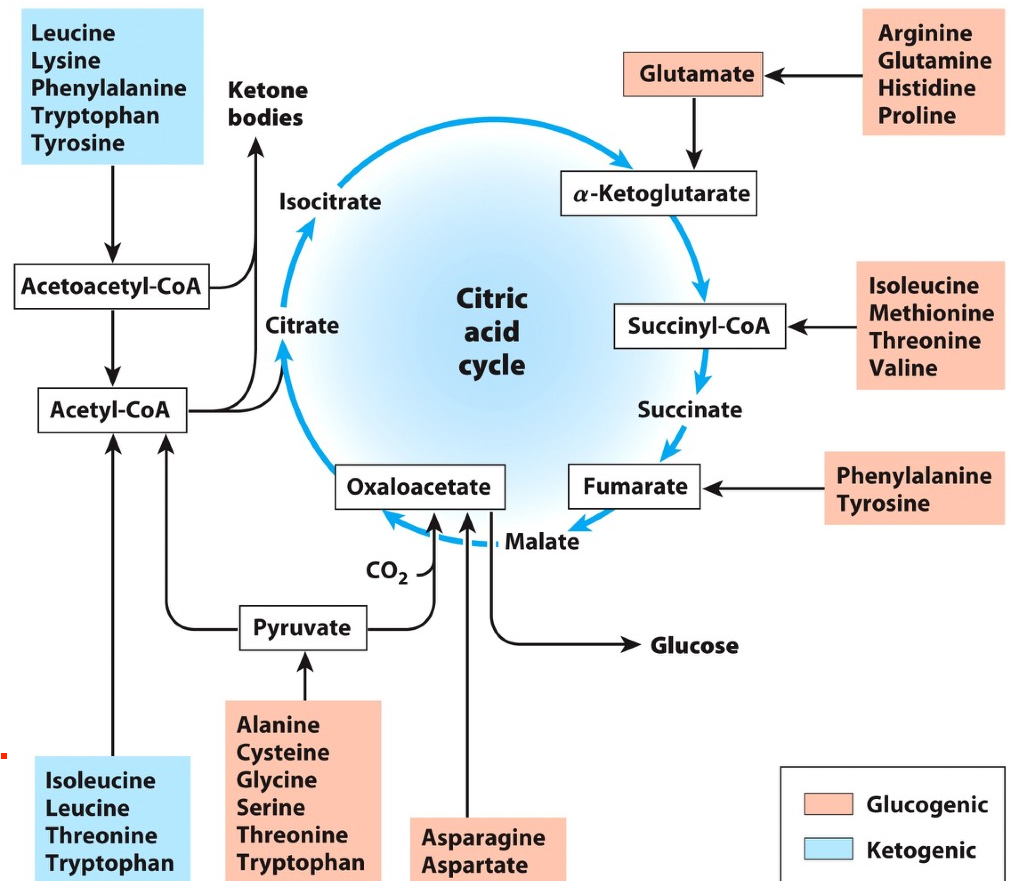 Leucine
Lysine
Phenylalanine
Tryptophan
Tyrosine
Ketone
bodies
Glutamate
Arginine
Glutamine
Histidine
Proline
Isocitrate
α-Ketoglutarate
Acetoacetyl-CoA
Citric
acid
cycle
Isoleucine
Methionine
Threonine
Valine
Citrate
Succinyl-CoA
Acetyl-CoA
Succinate
Oxaloacetate
Fumarate
Phenylalanine
Tyrosine
Malate
CO₂
Pyruvate
Glucose
Isoleucine
Leucine
Threonine
Tryptophan
Alanine
Cysteine
Glycine
Serine
Threonine
Tryptophan
Asparagine
Aspartate
Glucogenic
Ketogenic